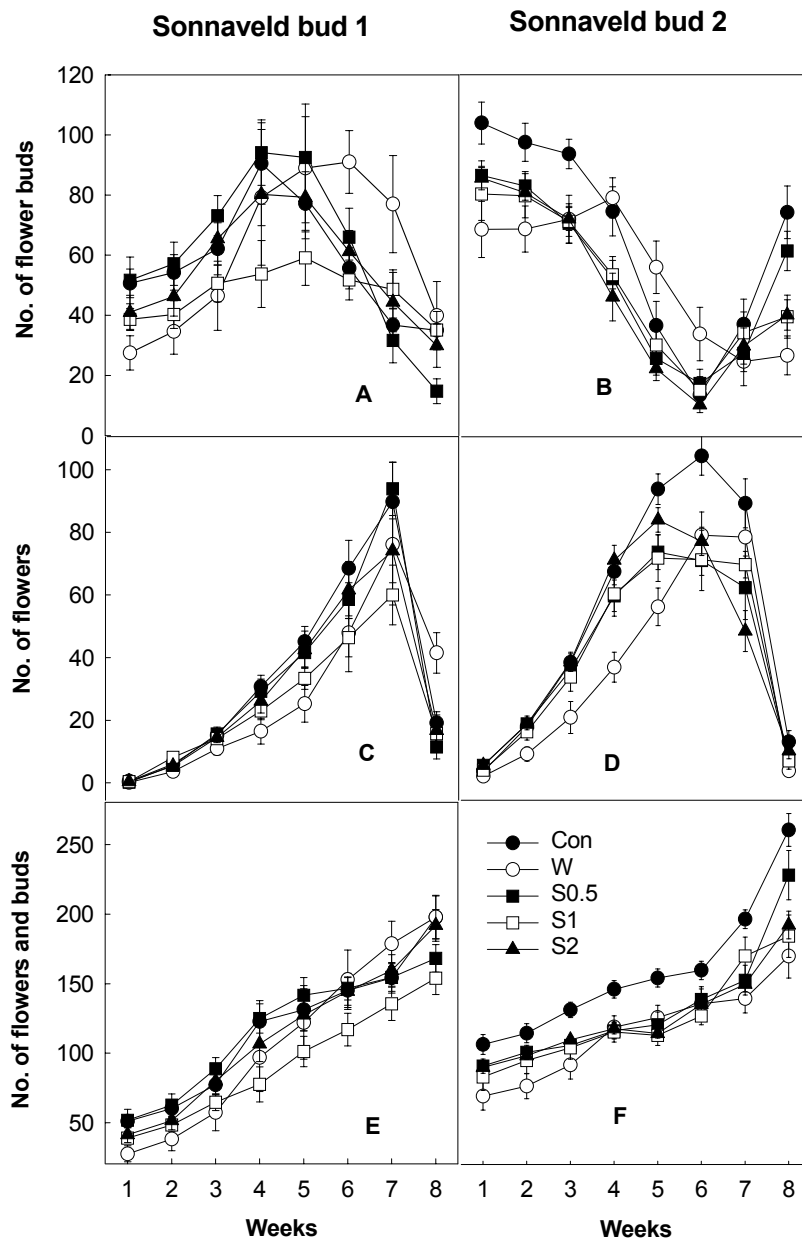 Sonnaveld bud 1
Sonnaveld bud 2
No. of flower buds
120
100
80
60
40
20
0
A
B
No. of flowers
100
80
60
40
20
0
C
D
No. of flowers and buds
250
200
150
100
50
E
F
Con
W
S0.5
S1
S2
1 2 3 4 5 6 7 8
1 2 3 4 5 6 7 8
Weeks
Weeks